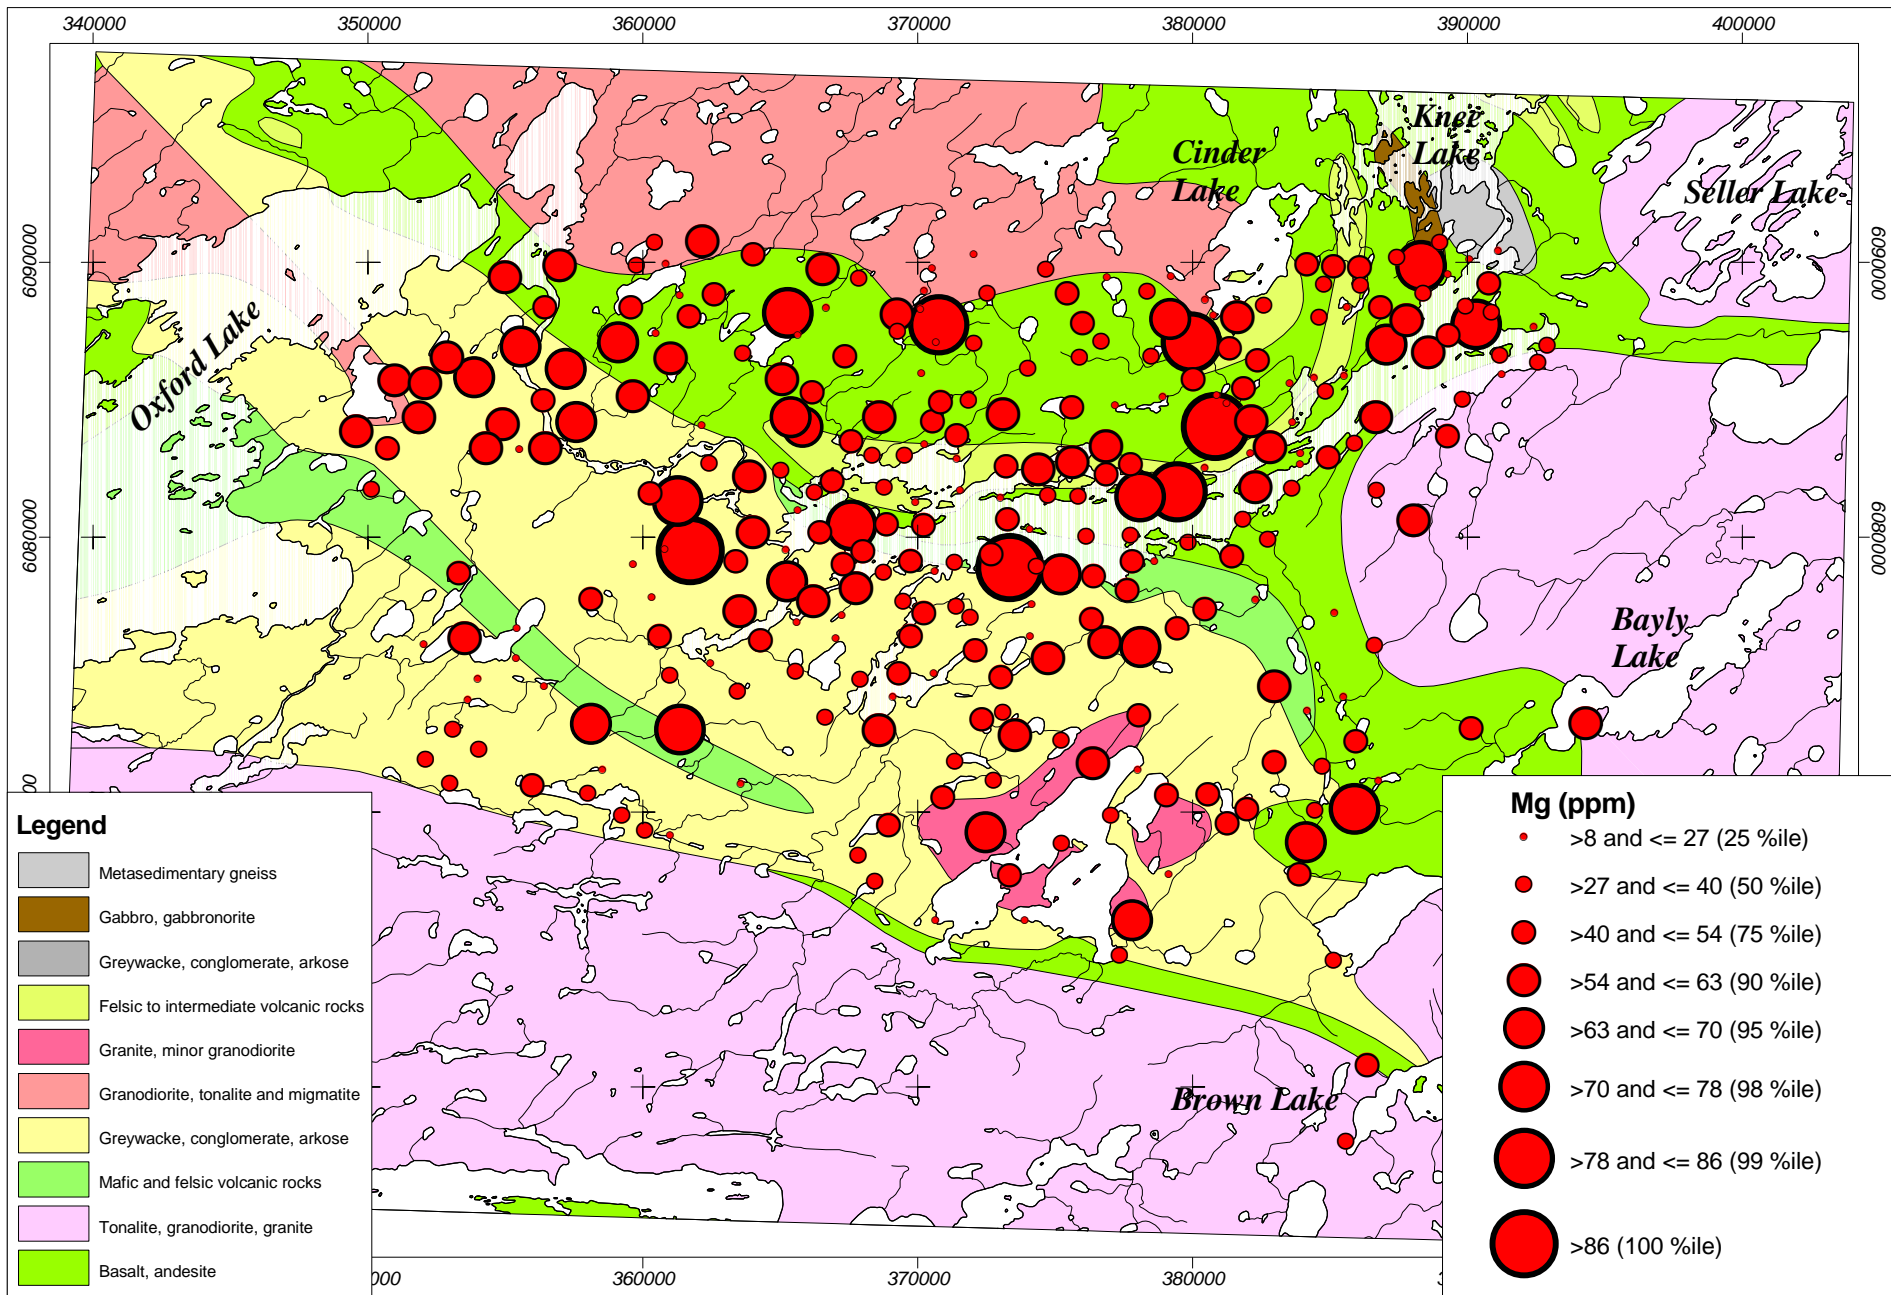 340000 350000 360000 370000 380000 390000 400000
Knee
Lake
Cinder
Lake
Seller Lake
6090000
6090000
Oxford Lake
6080000
6080000
Bayly
Lake
Brown Lake
Legend
Metasedimentary gneiss
Gabbro, gabbronorite
Greywacke, conglomerate, arkose
Felsic to intermediate volcanic rocks
Granite, minor granodiorite
Granodiorite, tonalite and migmatite
Greywacke, conglomerate, arkose
Mafic and felsic volcanic rocks
Tonalite, granodiorite, granite
Basalt, andesite
Mg (ppm)
>8 and <= 27 (25 %ile)
>27 and <= 40 (50 %ile)
>40 and <= 54 (75 %ile)
>54 and <= 63 (90 %ile)
>63 and <= 70 (95 %ile)
>70 and <= 78 (98 %ile)
>78 and <= 86 (99 %ile)
>86 (100 %ile)
360000 370000 380000